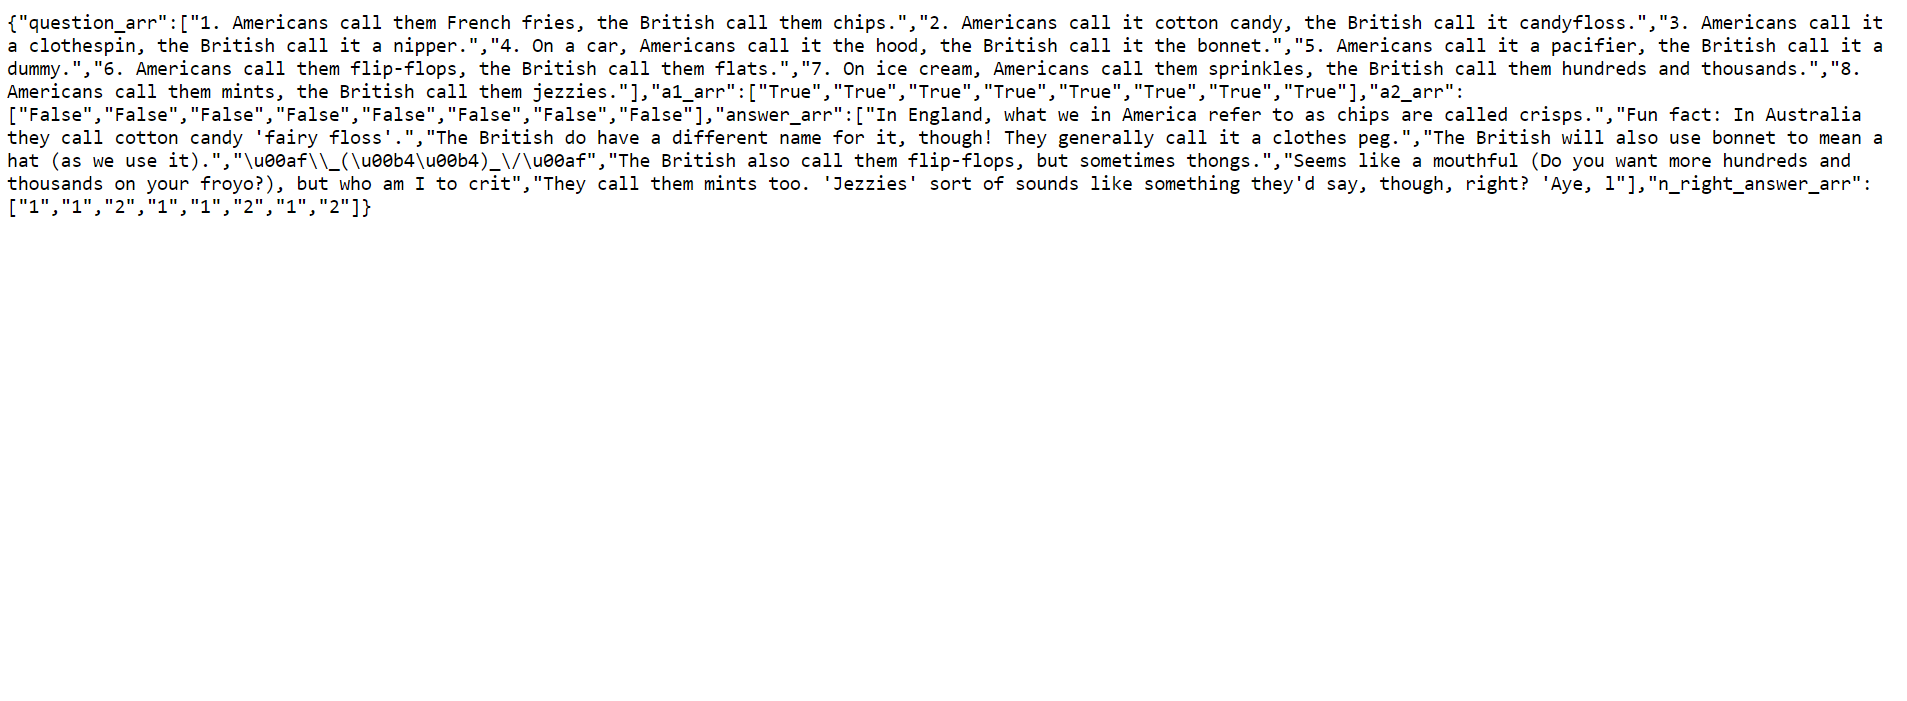 {"question_arr":["1. Americans call them French fries, the British call them chips.","2. Americans call it cotton candy, the British call it candyfloss.","3. Americans call it
a clothespin, the British call it a nipper.","4. On a car, Americans call it the hood, the British call it the bonnet.","5. Americans call it a pacifier, the British call it a
dummy.","6. Americans call them flip-flops, the British call them flats.","7. On ice cream, Americans call them sprinkles, the British call them hundreds and thousands.","8.
Americans call them mints, the British call them jezzies."],"a1_arr":["True","True","True","True","True","True","True","True"],"a2_arr":
["False","False","False","False","False","False","False","False"],"answer_arr":["In England, what we in America refer to as chips are called crisps.","Fun fact: In Australia
they call cotton candy 'fairy floss'.","The British do have a different name for it, though! They generally call it a clothes peg.","The British will also use bonnet to mean a
hat (as we use it).","\u00af\\_(\u00b4\u00b4)_\/\u00af","The British also call them flip-flops, but sometimes thongs.","Seems like a mouthful (Do you want more hundreds and
thousands on your froyo?), but who am I to crit","They call them mints too. 'Jezzies' sort of sounds like something they'd say, though, right? 'Aye, l"],"n_right_answer_arr":
["1","1","2","1","1","2","1","2"]}